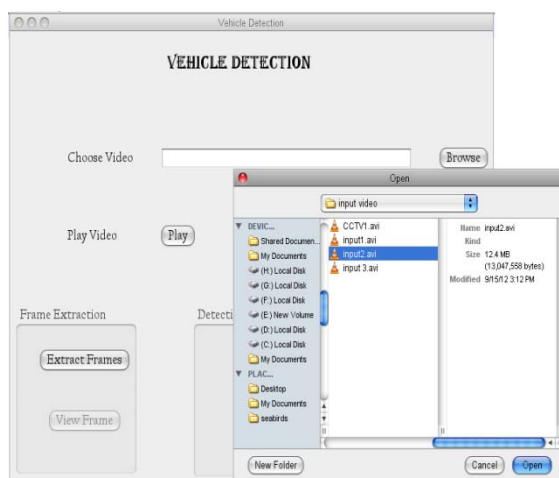 Vehicle Detection
VEHICLE DETECTION
Choose Video
Browse
Play Video
Play
Frame Extraction
Detecti
Extract Frames
View Frame
Open
input video
DEVIC...
Shared Documen...
My Documents
(H:) Local Disk
(G:) Local Disk
(F:) Local Disk
(E:) New Volume
(D:) Local Disk
(C:) Local Disk
My Documents
PLAC...
Desktop
My Documents
seabirds
CCTV1.avi
input1.avi
input2.avi
input 3.avi
Name input2.avi
Kind
Size 12.4 MB
(13,047,558 bytes)
Modified 9/15/12 3:12 PM
New Folder
Cancel
Open